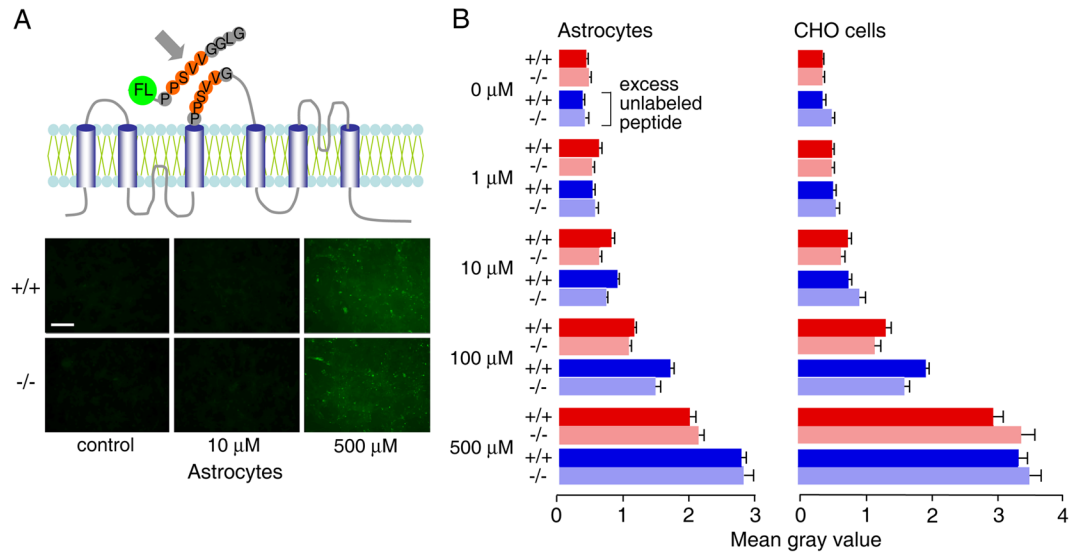 A
FL
P
P
P
S
V
V
G
G
L
G
P
P
P
S
V
V
G
+/+
-/-
control
10 µM
500 µM
Astrocytes
B
Astrocytes
CHO cells
0 µM
+/+
-/-
+/+
-/-
excess
unlabeled
peptide
1 µM
+/+
-/-
+/+
-/-
10 µM
+/+
-/-
+/+
-/-
100 µM
+/+
-/-
+/+
-/-
500 µM
+/+
-/-
+/+
-/-
0 1 2 3
0 1 2 3 4
Mean gray value